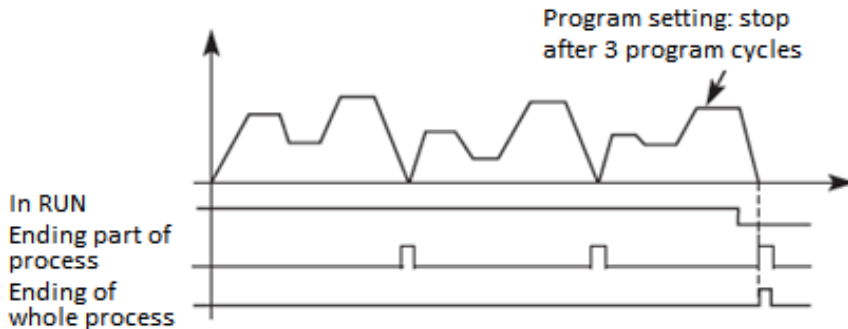 Program setting: stop
after 3 program cycles
In RUN
Ending part of
process
Ending of
whole process